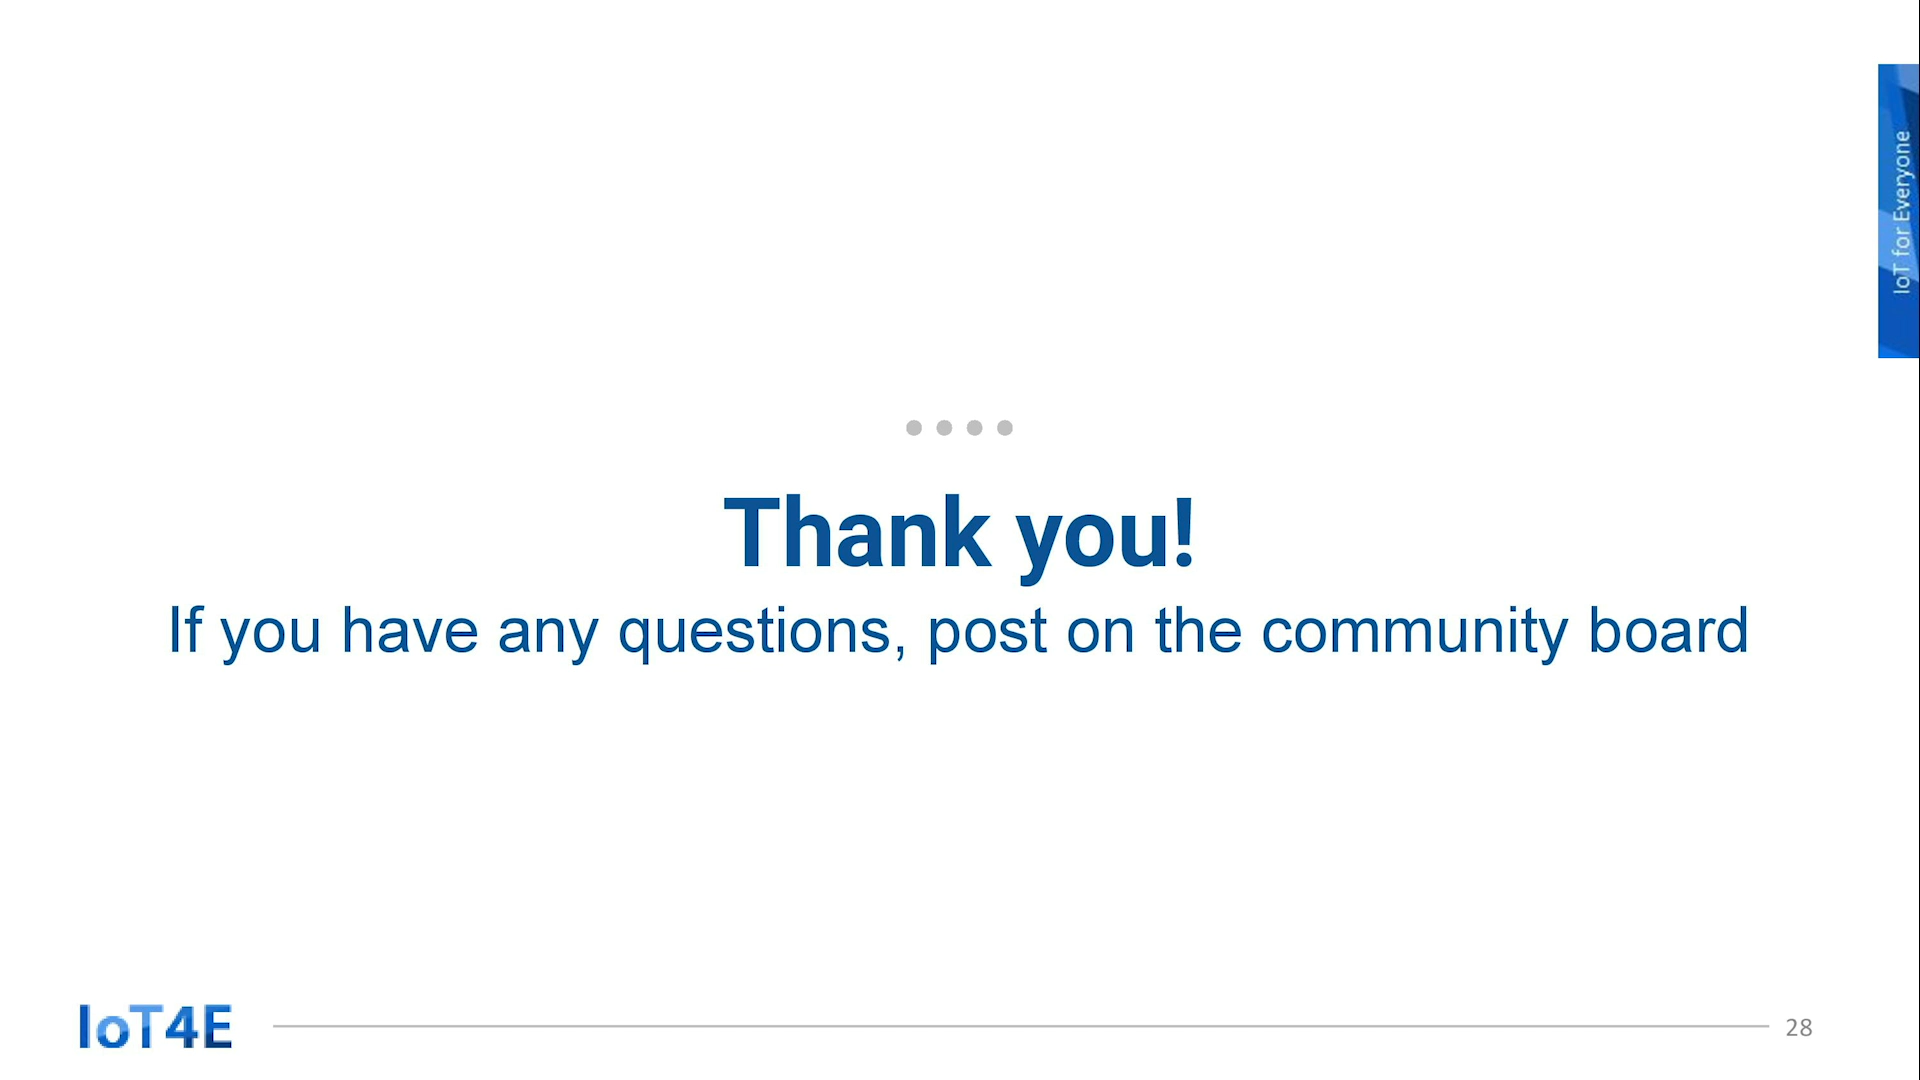 IoT for Everyone
Thank you!
If you have any questions, post on the community board
IoT4E
28